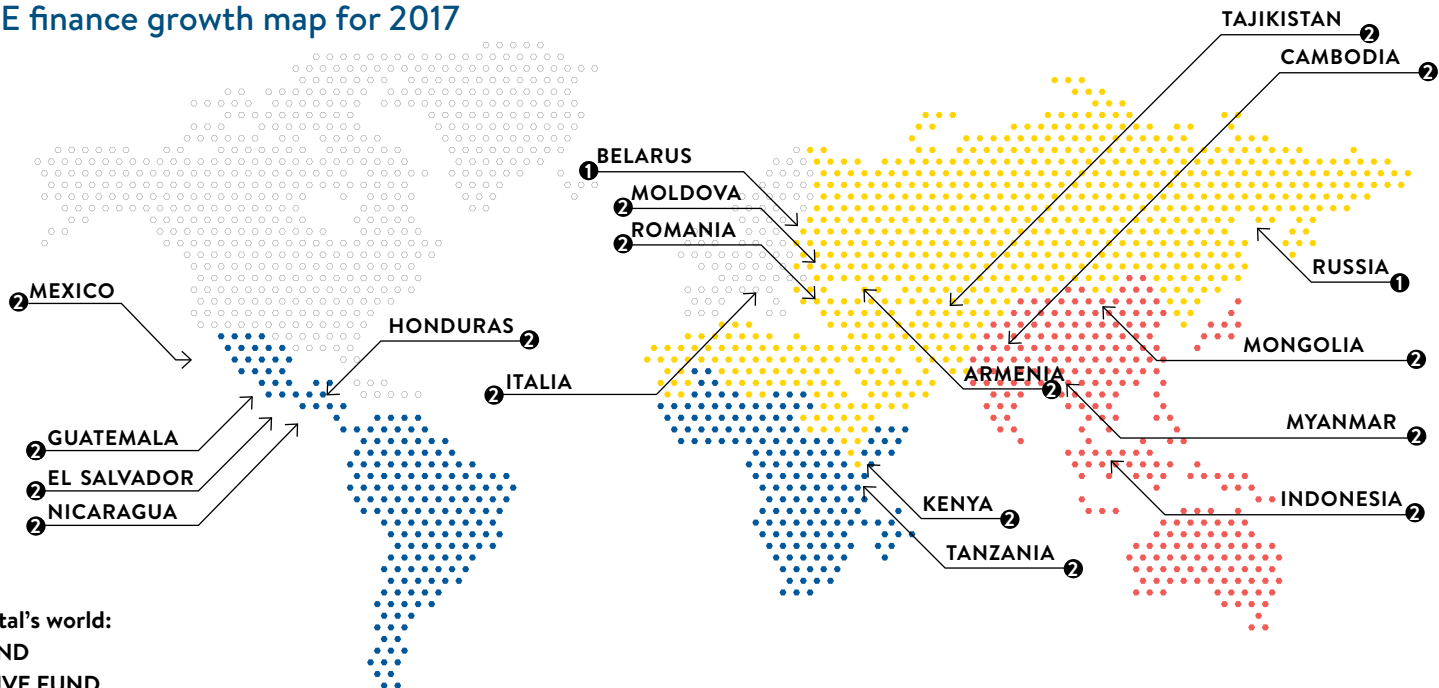 E finance growth map for 2017
TAJIKISTAN 2
CAMBODIA 2
1 BELARUS
2 MOLDOVA
2 ROMANIA
RUSSIA 1
2 MEXICO
HONDURAS 2
MONGOLIA 2
2 ITALIA
ARMENIA 2
MYANMAR 2
2 GUATEMALA
2 EL SALVADOR
2 NICARAGUA
KENYA 2
INDONESIA 2
TANZANIA 2
tal's world:
ND
IVE FUND